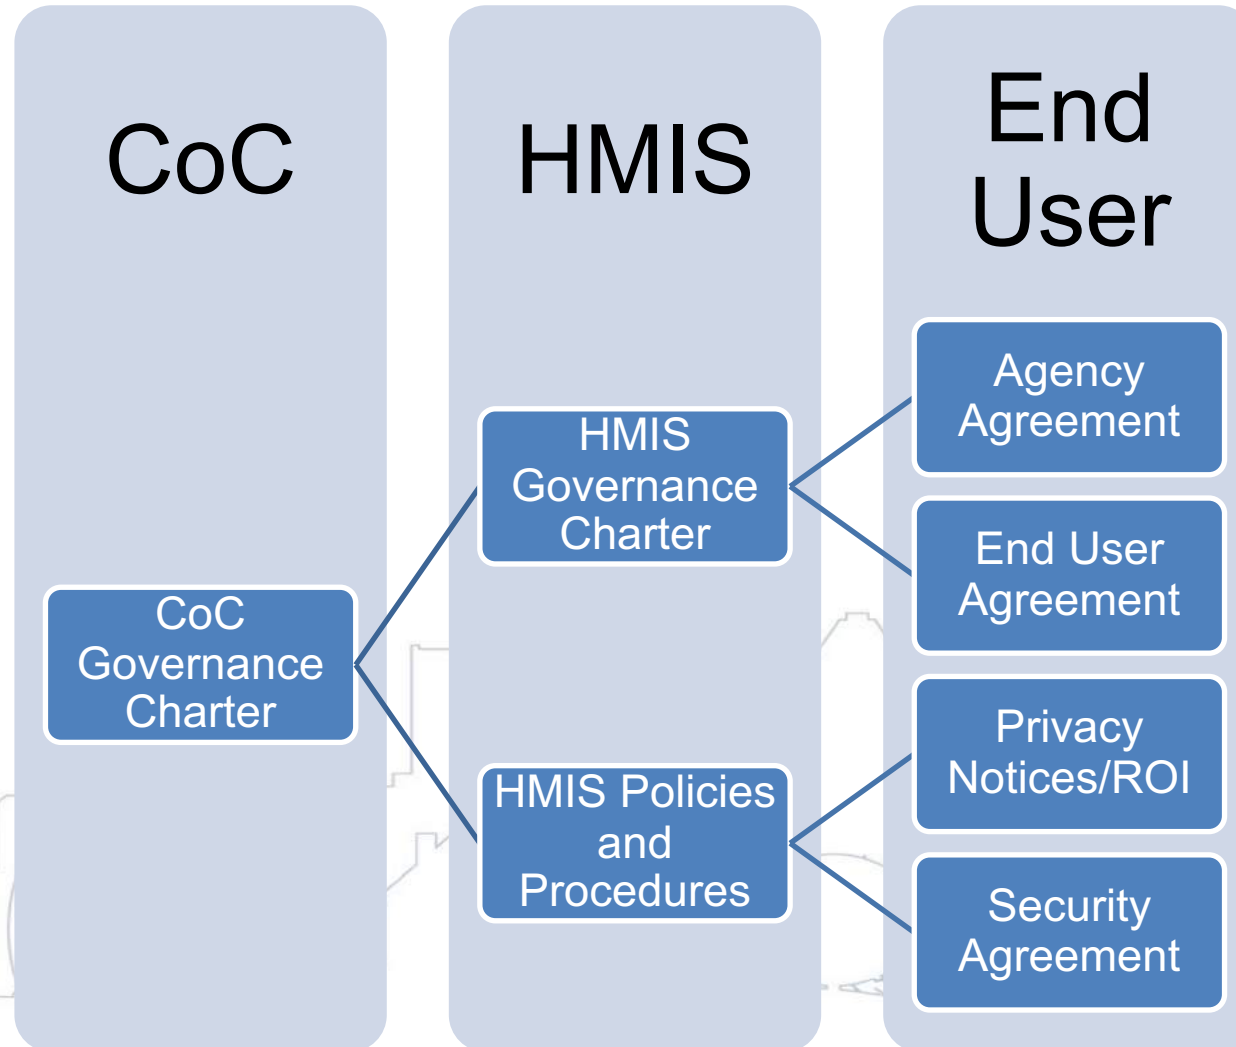 CoC
HMIS
End
User
CoC
Governance
Charter
HMIS
Governance
Charter
HMIS Policies
and
Procedures
Agency
Agreement
End User
Agreement
Privacy
Notices/ROI
Security
Agreement